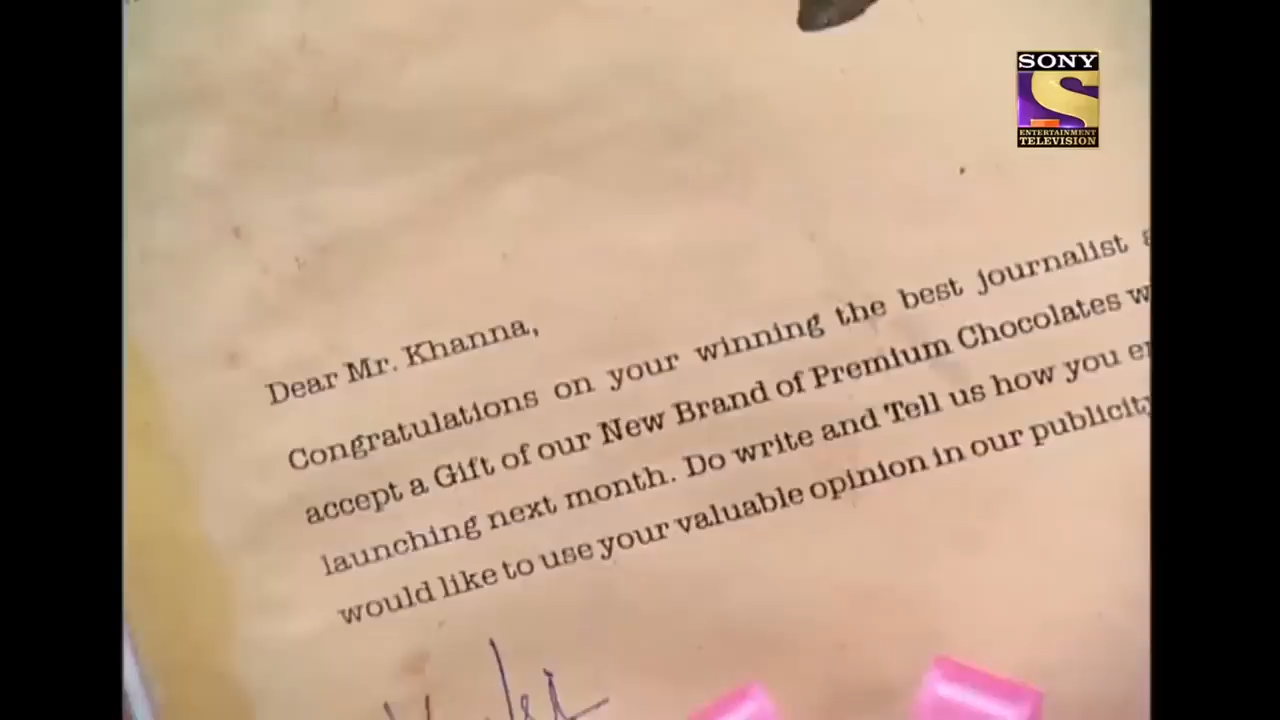 SONY
ENTERTAINMENT
TELEVISION
Dear Mr. Khanna,
Congratulations on your winning the best journalist
accept a Gift of our New Brand of Premium Chocolates
launching next month. Do write and Tell us how you
would like to use your valuable opinion in our publicity